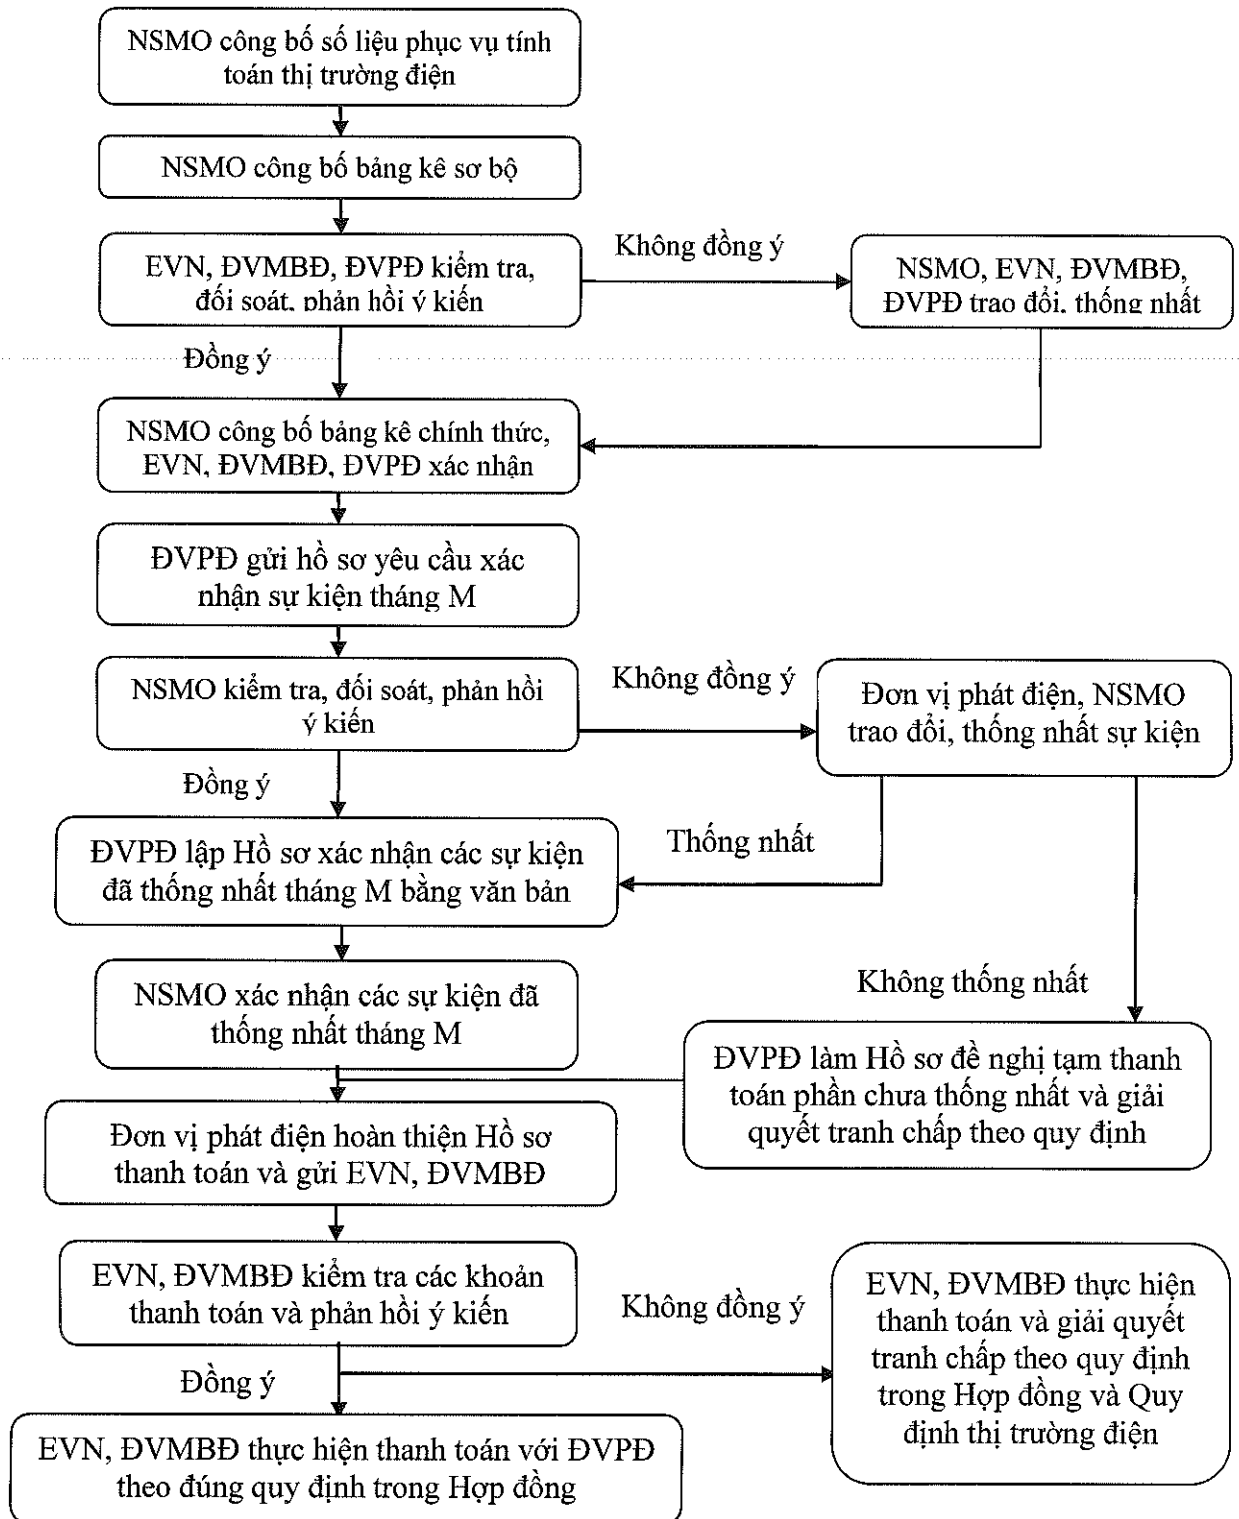 NSMO công bố số liệu phục vụ tính
toán thị trường điện
NSMO công bố bảng kê sơ bộ
EVN, ĐVMBĐ, ĐVPĐ kiểm tra,
đối soát, phản hồi ý kiến
Không đồng ý
NSMO, EVN, ĐVMBĐ,
ĐVPĐ trao đổi, thống nhất
Đồng ý
NSMO công bố bảng kê chính thức,
EVN, ĐVMBĐ, ĐVPĐ xác nhận
ĐVPĐ gửi hồ sơ yêu cầu xác
nhận sự kiện tháng M
NSMO kiểm tra, đối soát, phản hồi
ý kiến
Không đồng ý
Đơn vị phát điện, NSMO
trao đổi, thống nhất sự kiện
Đồng ý
ĐVPĐ lập Hồ sơ xác nhận các sự kiện
đã thống nhất tháng M bằng văn bản
Thống nhất
NSMO xác nhận các sự kiện đã
thống nhất tháng M
Không thống nhất
ĐVPĐ làm Hồ sơ đề nghị tạm thanh
toán phần chưa thống nhất và giải
quyết tranh chấp theo quy định
Đơn vị phát điện hoàn thiện Hồ sơ
thanh toán và gửi EVN, ĐVMBĐ
EVN, ĐVMBĐ kiểm tra các khoản
thanh toán và phản hồi ý kiến
Không đồng ý
EVN, ĐVMBĐ thực hiện
thanh toán và giải quyết
tranh chấp theo quy định
trong Hợp đồng và Quy
định thị trường điện
Đồng ý
EVN, ĐVMBĐ thực hiện thanh toán với ĐVPĐ
theo đúng quy định trong Hợp đồng